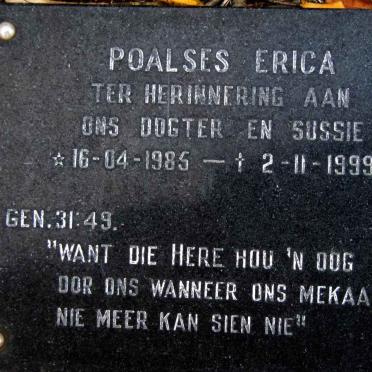 POALSES ERICA
TER HERINNERING AAN
ONS DOGTER EN SUSSIE
☆ 16-04-1985 — † 2-11-1999
GEN. 31:49.
"WANT DIE HERE HOU 'N OOG
DOR ONS WANNEER ONS MEKAA
NIE MEER KAN SIEN NIE"